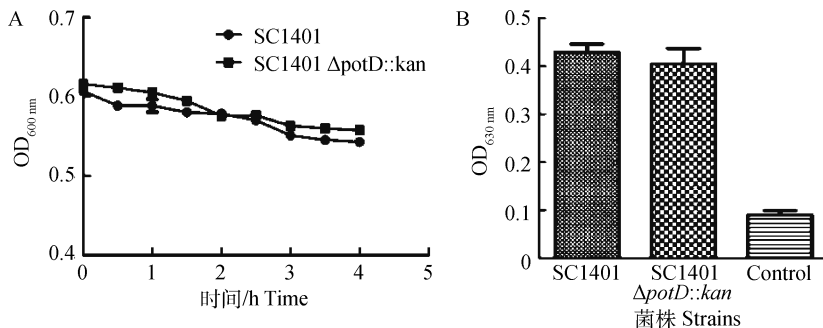 A
0.7
0.6
0.5
0.4
OD600 nm
SC1401
SC1401 ΔpotD::kan
0 1 2 3 4 5
时间/h Time
B
0.5
0.4
0.3
0.2
0.1
0
OD630 nm
SC1401 SC1401 Control
ΔpotD::kan
菌株 Strains